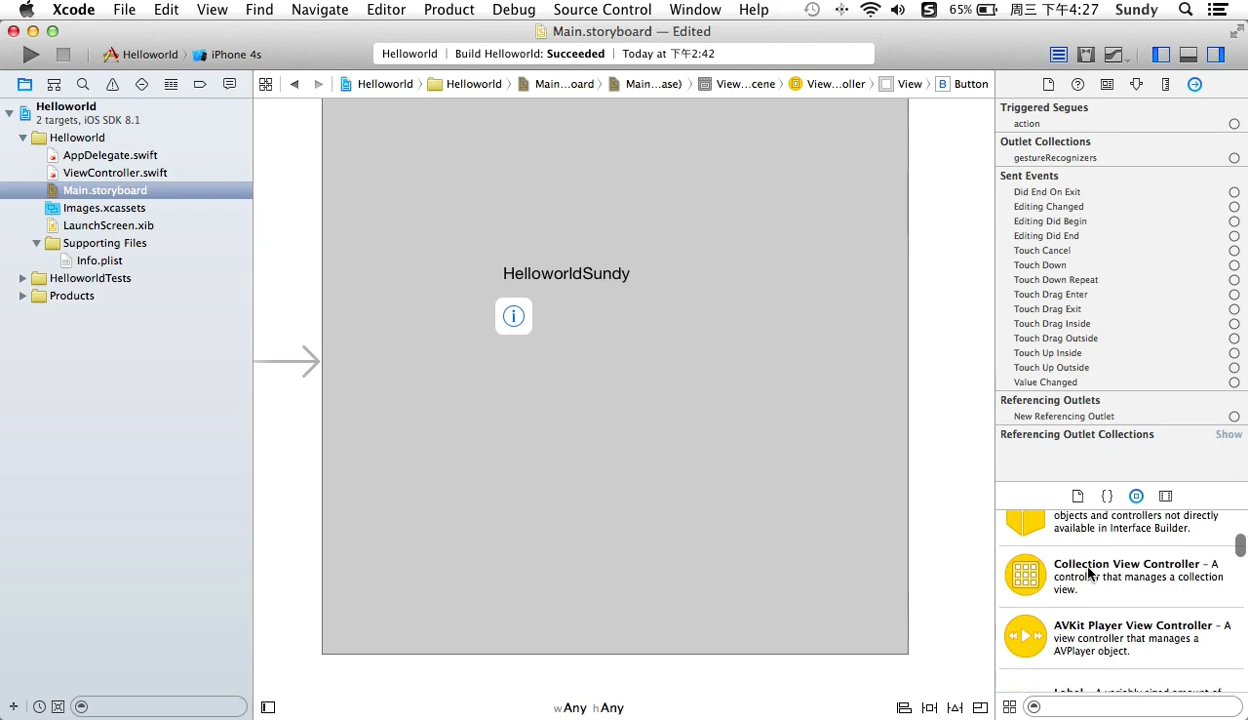 Xcode File Edit View Find Navigate Editor Product Debug Source Control Window Help 65% 周三 下午4:27 Sundy
Main.storyboard — Edited
Helloworld iPhone 4s Helloworld Build Helloworld: Succeeded Today at 下午2:42
Helloworld Helloworld Main...oard Main...ase) View...cene View...oller View B Button
Helloworld
2 targets, iOS SDK 8.1
Helloworld
AppDelegate.swift
ViewController.swift
Main.storyboard
Images.xcassets
LaunchScreen.xib
Supporting Files
Info.plist
HelloworldTests
Products
HelloworldSundy
wAny hAny
Triggered Segues
action
Outlet Collections
gestureRecognizers
Sent Events
Did End On Exit
Editing Changed
Editing Did Begin
Editing Did End
Touch Cancel
Touch Down
Touch Down Repeat
Touch Drag Enter
Touch Drag Exit
Touch Drag Inside
Touch Drag Outside
Touch Up Inside
Touch Up Outside
Value Changed
Referencing Outlets
New Referencing Outlet
Referencing Outlet Collections Show
objects and controllers not directly
available in Interface Builder.
Collection View Controller – A
controller that manages a collection
view.
AVKit Player View Controller – A
view controller that manages a
AVPlayer object.
Label – A variably sized amount of